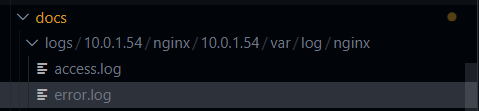 docs
logs / 10.0.1.54 / nginx / 10.0.1.54 / var / log / nginx
access.log
error.log